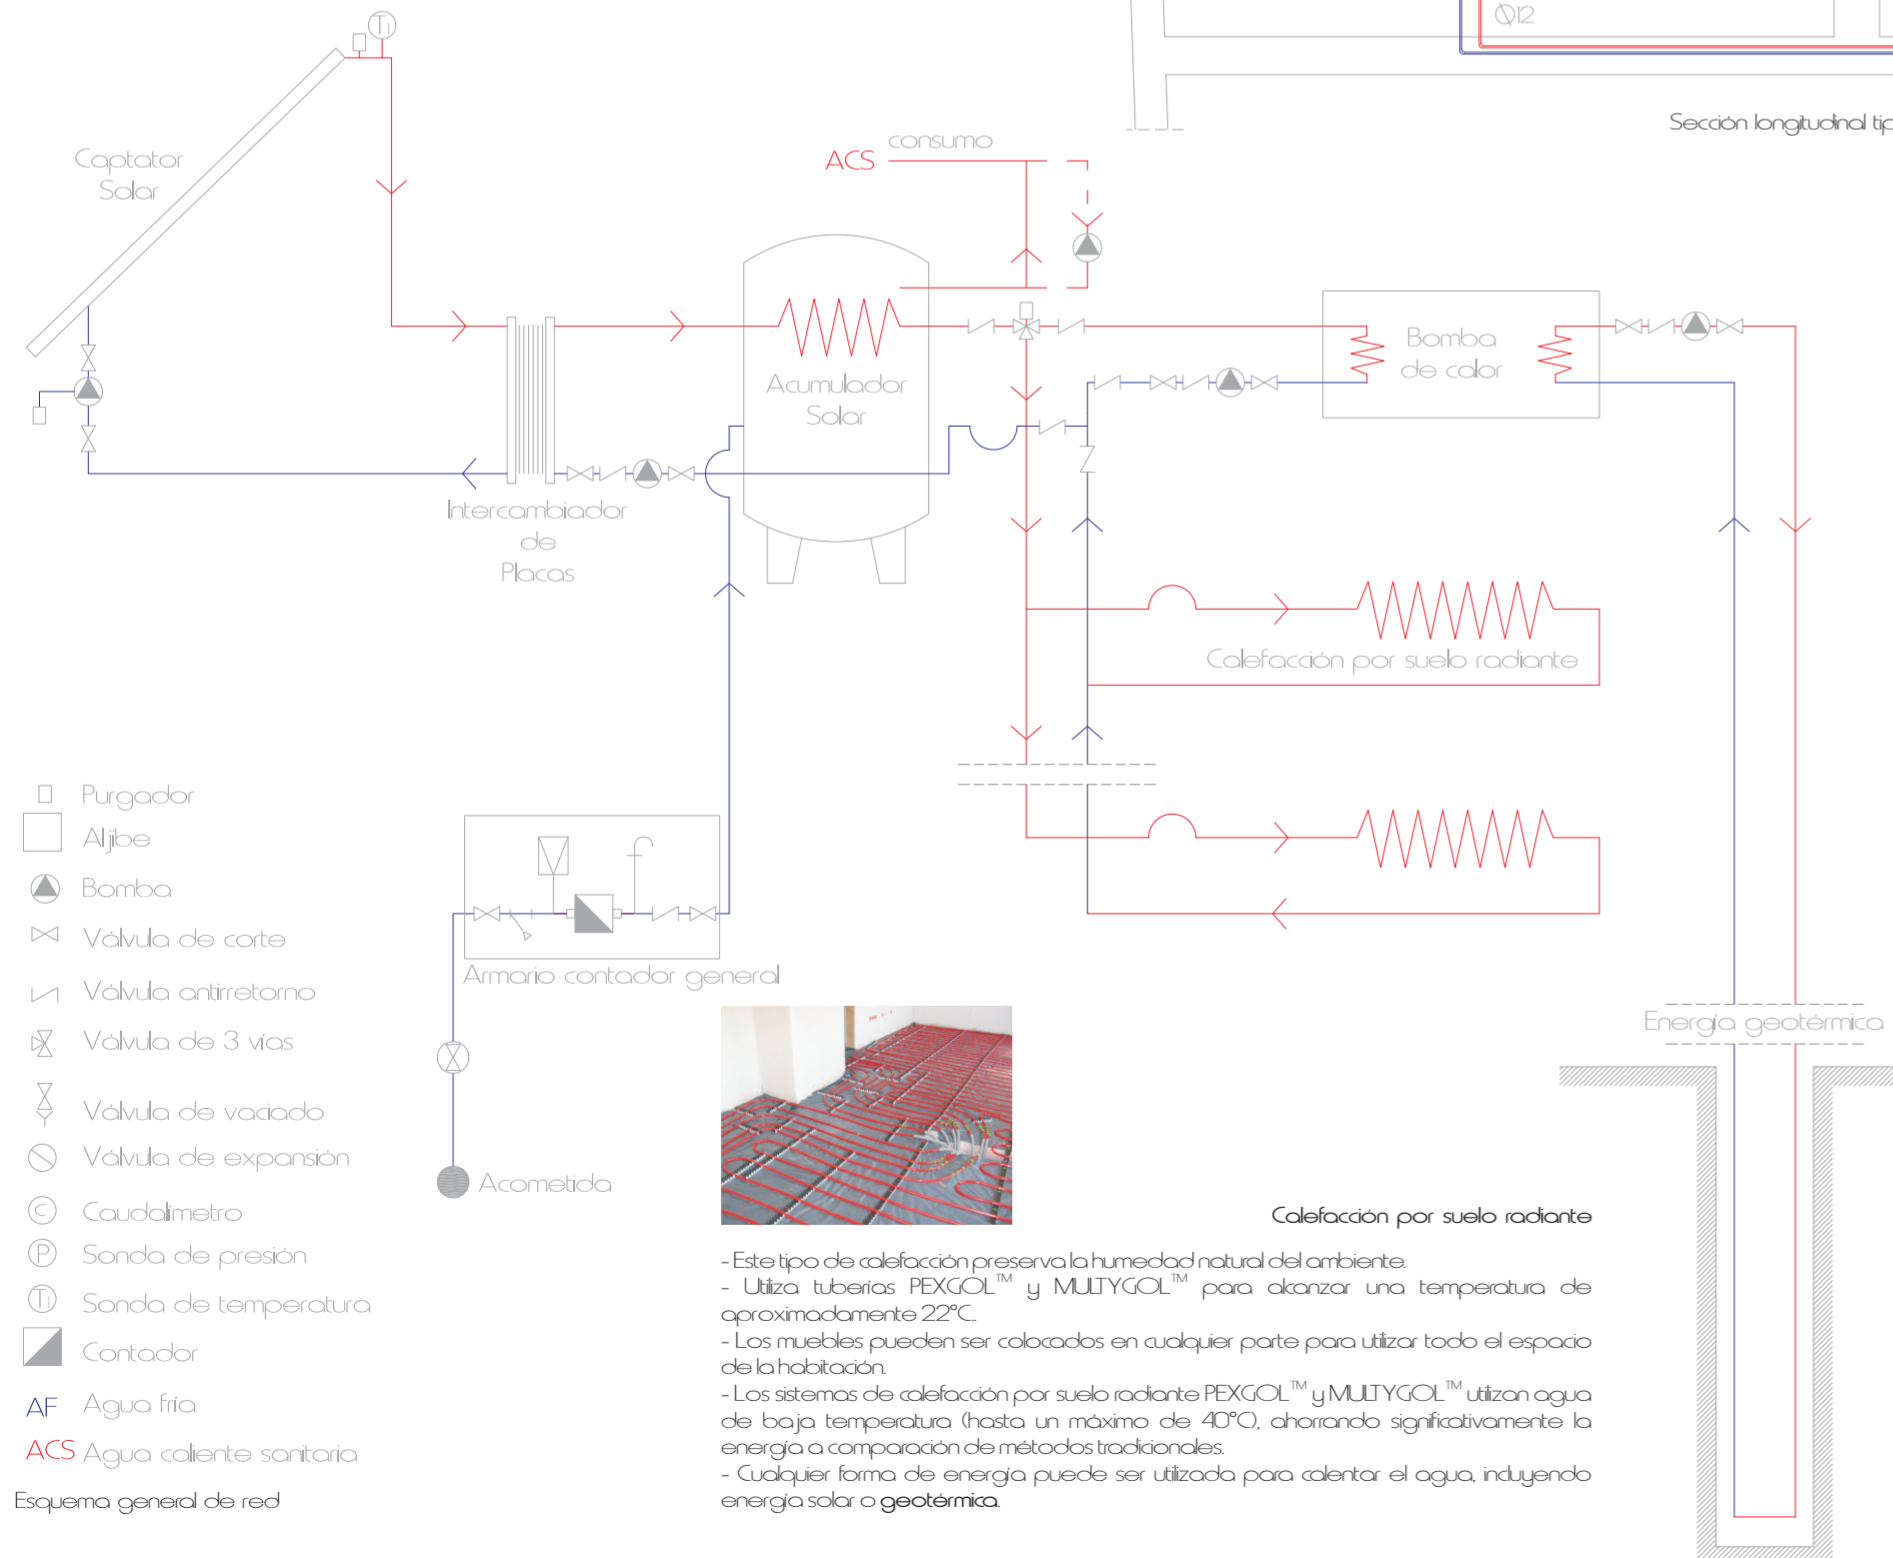 Ø12
Sección longitudinal tip
T1
Captator
Solar
consumo
ACS
Bomba
de calor
Acumulador
Solar
Intercambiador
de
Placas
Calefacción por suelo radiante
Purgador
Aljibe
Bomba
Válvula de corte
Válvula antirretorno
Válvula de 3 vías
Válvula de vaciado
Válvula de expansión
C Caudalímetro
P Sonda de presión
T1 Sonda de temperatura
Contador
AF Agua fría
ACS Agua caliente sanitaria
Esquema general de red
Armario contador general
Acometida
Energía geotérmica
Calefacción por suelo radiante
- Este tipo de calefacción preserva la humedad natural del ambiente.
- Utiliza tuberías PEXGOL™ y MULTYGOL™ para alcanzar una temperatura de
aproximadamente 22°C.
- Los muebles pueden ser colocados en cualquier parte para utilizar todo el espacio
de la habitación.
- Los sistemas de calefacción por suelo radiante PEXGOL™ y MULTYGOL™ utilizan agua
de baja temperatura (hasta un máximo de 40°C), ahorrando significativamente la
energía a comparación de métodos tradicionales.
- Cualquier forma de energía puede ser utilizada para calentar el agua, incluyendo
energía solar o geotérmica.